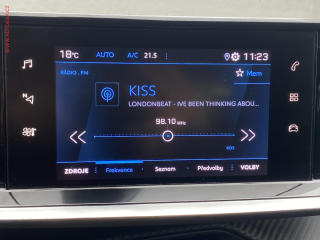 18°C AUTO A/C 21.5 11:23
RÁDIO . FM
Mem
KISS
LONDONBEAT - IVE BEEN THINKING ABOU...
98.10 MHz
ZDROJE Frekvence Seznam Předvolby VOLBY